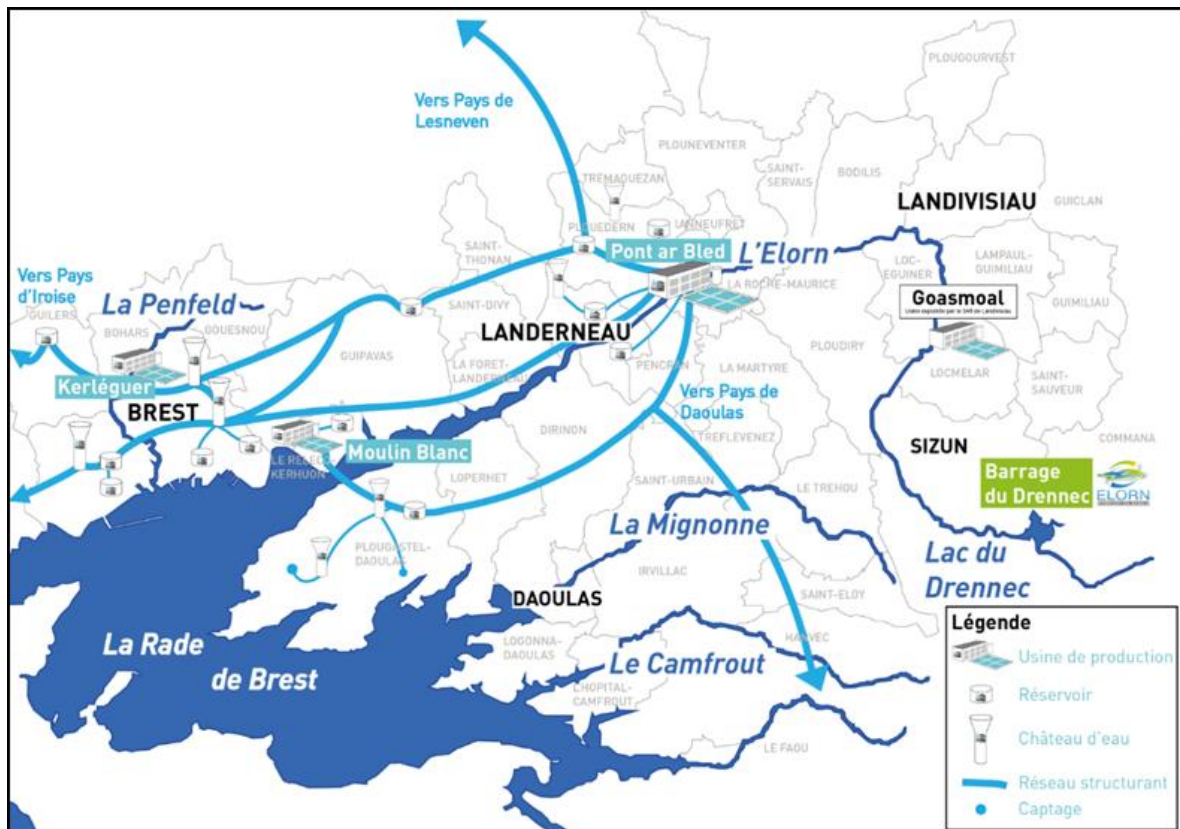 PLOUGOURVEST
Vers Pays de
Lesneven
PLOUNEVENTER
SAINT-
SERVAIS
BODILIS
TREMAOUEZAN
LANDIVISIAU
GUICLAN
PLOUEDERN
LANNEUFRET
SAINT-
THONAN
Pont ar Bled
L'Elorn
LOC-
EGUINER
LAMPAUL-
GUIMILIAU
Vers Pays
d'Iroise
GUILERS
La Penfeld
SAINT-DIVY
LA ROCHE-MAURICE
Goasmoal
GUIMILIAU
BOHARS
GOUESNOU
LANDERNEAU
GUIPAVAS
LA FORET-
LANDERNEAU
PENCRAN
LA MARTYRE
PLOUDIRY
LOCMELAR
SAINT-
SAUVEUR
Kerléguer
BREST
Vers Pays de
Daoulas
DIRINON
TREFLEVENEZ
Moulin Blanc
LE RELECQ-
KERHUON
LOPERHET
SAINT-URBAIN
LE TREHOU
SIZUN
COMMANA
Barrage
du Drennec
ELORN
La Mignonne
PLOUGASTEL-
DAOULAS
IRVILLAC
Lac du
Drennec
DAOULAS
SAINT-ELOY
La Rade
de Brest
LOGONNA-
DAOULAS
HANVEC
Le Camfrout
L'HOPITAL-
CAMFROUT
LE FAOU
Légende
Usine de production
Réservoir
Château d'eau
Réseau structurant
Captage